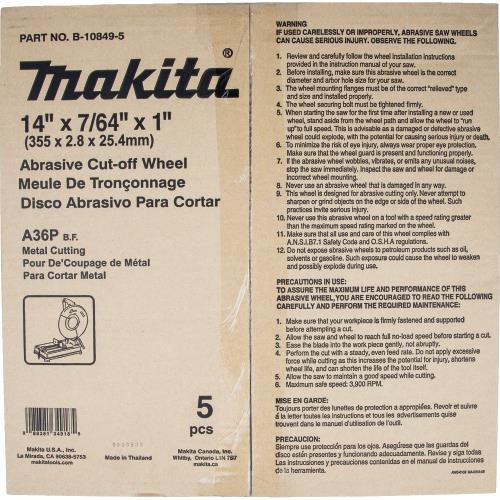 PART NO. B-10849-5
Makita®
14" x 7/64" x 1"
(355 x 2.8 x 25.4mm)
Abrasive Cut-off Wheel
Meule De Tronçonnage
Disco Abrasivo Para Cortar
A36P B.F.
Metal Cutting
Pour De'Coupage de Métal
Para Cortar Metal
5
pcs
Makita U.S.A., Inc.
La Mirada, CA 90638-5753
makitatools.com
Made in Thailand
Makita Canada, Inc.
Whitby, Ontario L1N 7B7
makita.ca
WARNING
IF USED CARELESSLY OR IMPROPERLY, ABRASIVE SAW WHEELS
CAN CAUSE SERIOUS INJURY. OBSERVE THE FOLLOWING.
1. Review and carefully follow the wheel installation instructions
provided in the instruction manual of your saw.
2. Before installing, make sure this abrasive wheel is the correct
diameter and arbor hole size for your saw.
3. The wheel mounting flanges must be of the correct "relieved" type
and size and installed properly.
4. The wheel securing bolt must be tightened firmly.
5. When starting the saw for the first time after installing a new or used
wheel, stand aside from the wheel path and allow the wheel to "run
up"to full speed. This is advisable as a damaged or defective abrasive
wheel could explode, with the potential for causing serious injury or death.
6. To minimize the risk of eye injury, always wear proper eye protection.
Make sure that the wheel guard is present and functioning properly.
7. If the abrasive wheel wobbles, vibrates, or emits any unusual noises,
stop the saw immediately. Inspect the saw and wheel for damage or
incorrect wheel mounting.
8. Never use an abrasive wheel that is damaged in any way.
9. This wheel is designed for abrasive cutting only. Never attempt to
sharpen or grind objects on the edge or side of the wheel. Such
practices invite serious injury.
10. Never use this abrasive wheel on a tool with a speed rating greater
than the maximum speed rating marked on the wheel.
11. Make sure that all use and care of this wheel complies with
A.N.S.I.B7.1 Safety Code and O.S.H.A regulations.
12. Do not expose abrasive wheels to petroleum products such as oil,
solvents or gasoline. Such exposure could cause the wheel to weaken
and possibly explode during use.
PRECAUTIONS IN USE:
TO ASSURE THE MAXIMUM LIFE AND PERFORMANCE OF THIS
ABRASIVE WHEEL, YOU ARE ENCOURAGED TO READ THE FOLLOWING
CAREFULLY AND PERFORM THE REQUIRED MAINTENANCE:
1. Make sure that your workpiece is firmly fastened and supported
before attempting a cut.
2. Allow the saw and wheel to reach full no-load speed before starting a cut.
3. Ease the blade into the work piece gently, not abruptly.
4. Perform the cut with a steady, even feed rate. Do not apply excessive
force while cutting as this increases the potential for injury, shortens
wheel life, and can shorten the life of the tool itself.
5. Allow the saw to maintain a good speed while cutting.
6. Maximum safe speed: 3,900 RPM.
MISE EN GARDE:
Toujours porter des lunettes de protection a appropiées. Revoir et suivre
à la lettre toutes les instructions et tous les advertisements quise
trouvent dans le manuel d'utilisation de l'outil.
PRECAUCION:
Siempre use protección para los ojos. Asegúrese que las guardas del
disco estén presentes y funcionando adecuadamente. Revise y siga todas
Las instrucciones y precauciones contenidas en el manual de instrucciones
de la herramienta.